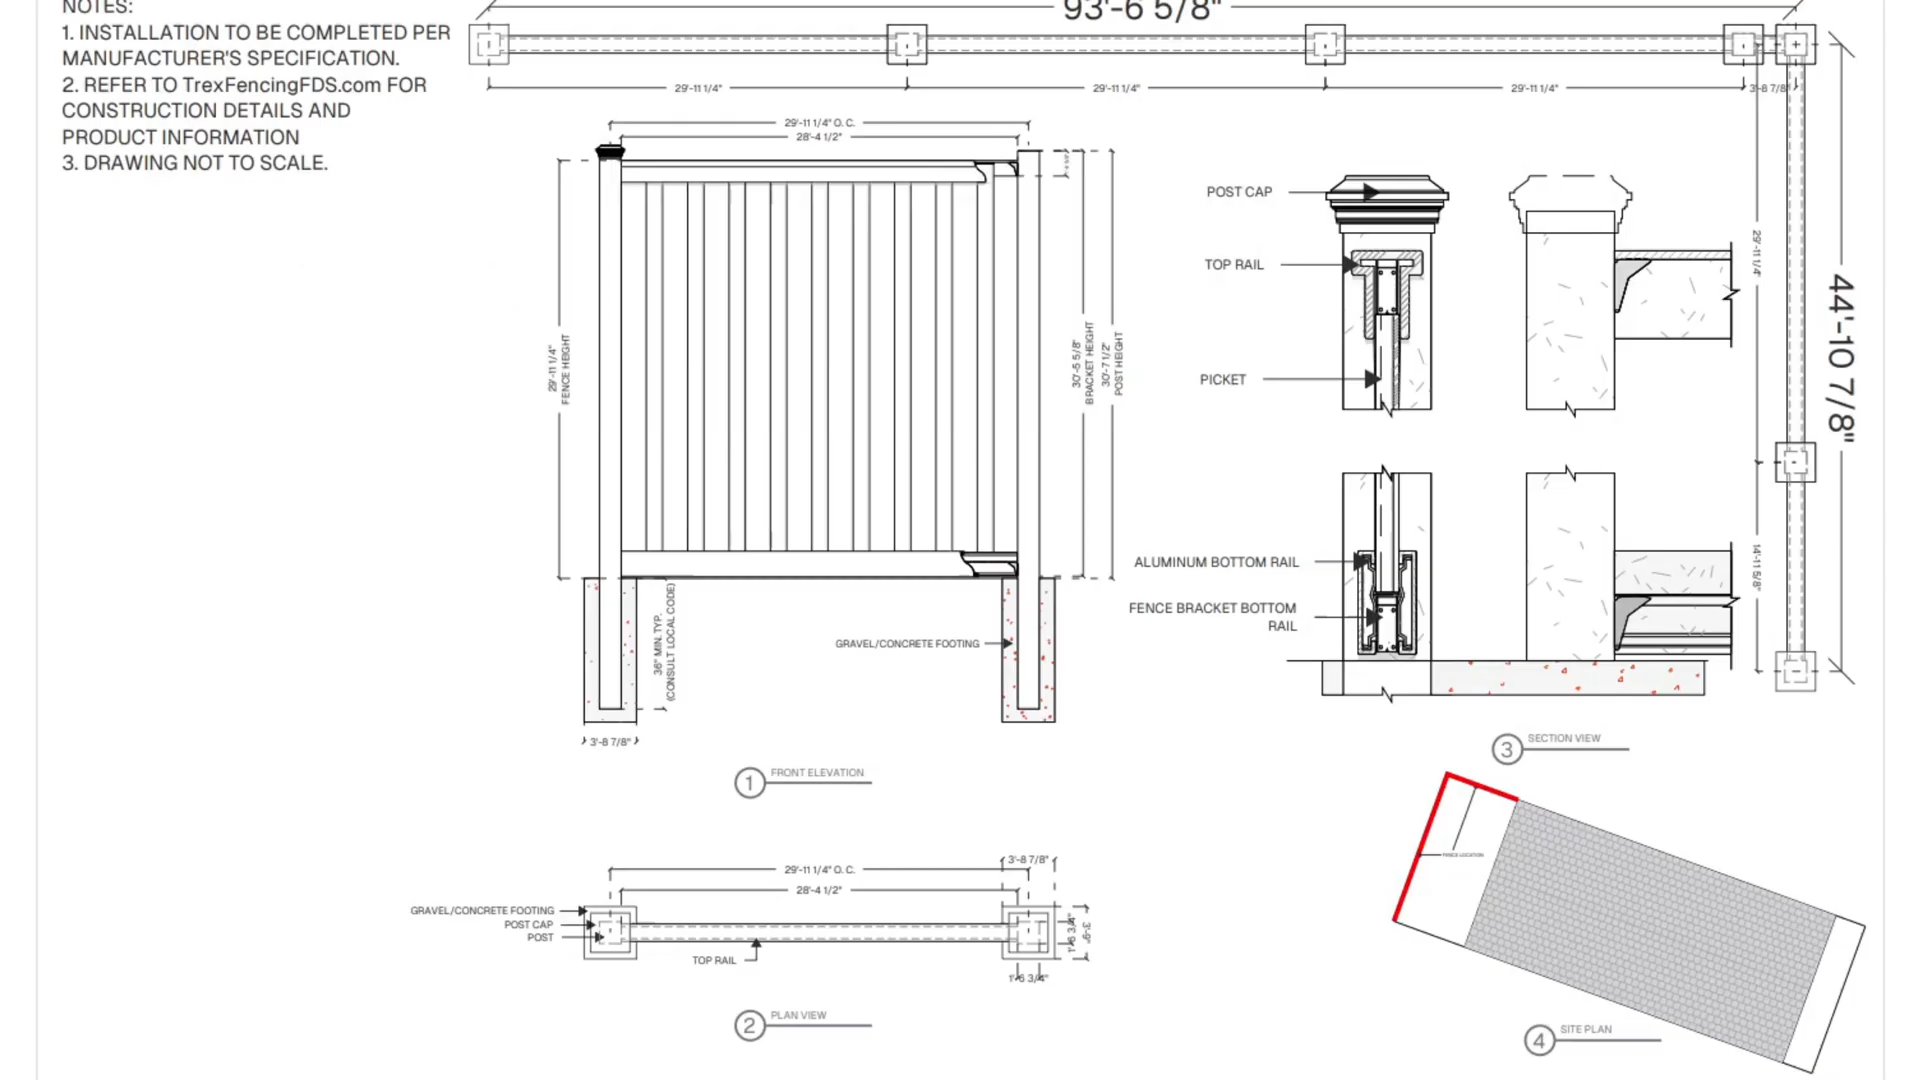 NOTES:
1. INSTALLATION TO BE COMPLETED PER
MANUFACTURER'S SPECIFICATION.
2. REFER TO TrexFencingFDS.com FOR
CONSTRUCTION DETAILS AND
PRODUCT INFORMATION
3. DRAWING NOT TO SCALE.
93'-6 5/8"
29'-11 1/4"
29'-11 1/4"
29'-11 1/4"
3'-8 7/8"
29'-11 1/4"
14'-11 5/8"
44'-10 7/8"
29'-11 1/4" O. C.
28'-4 1/2"
29'-11 1/4"
FENCE HEIGHT
30'-5 5/8"
BRACKET HEIGHT
30'-7 1/2"
POST HEIGHT
36" MIN. TYP.
(CONSULT LOCAL CODE)
GRAVEL/CONCRETE FOOTING
3'-8 7/8"
1 FRONT ELEVATION
POST CAP
TOP RAIL
PICKET
ALUMINUM BOTTOM RAIL
FENCE BRACKET BOTTOM
RAIL
3 SECTION VIEW
29'-11 1/4" O. C.
28'-4 1/2"
3'-8 7/8"
GRAVEL/CONCRETE FOOTING
POST CAP
POST
TOP RAIL
1'-6 3/4"
3'-9"
1'-6 3/4"
2 PLAN VIEW
FENCE LOCATION
4 SITE PLAN